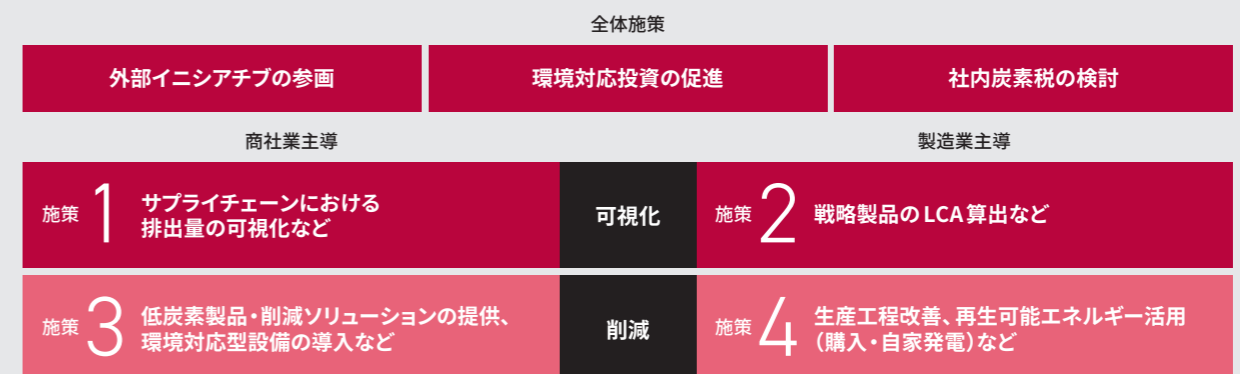 全体施策
外部イニシアチブの参画
環境対応投資の促進
社内炭素税の検討
商社業主導
製造業主導
施策 1 サプライチェーンにおける
排出量の可視化など
可視化
施策 2 戦略製品のLCA算出など
施策 3 低炭素製品・削減ソリューションの提供、
環境対応型設備の導入など
削減
施策 4 生産工程改善、再生可能エネルギー活用
（購入・自家発電）など